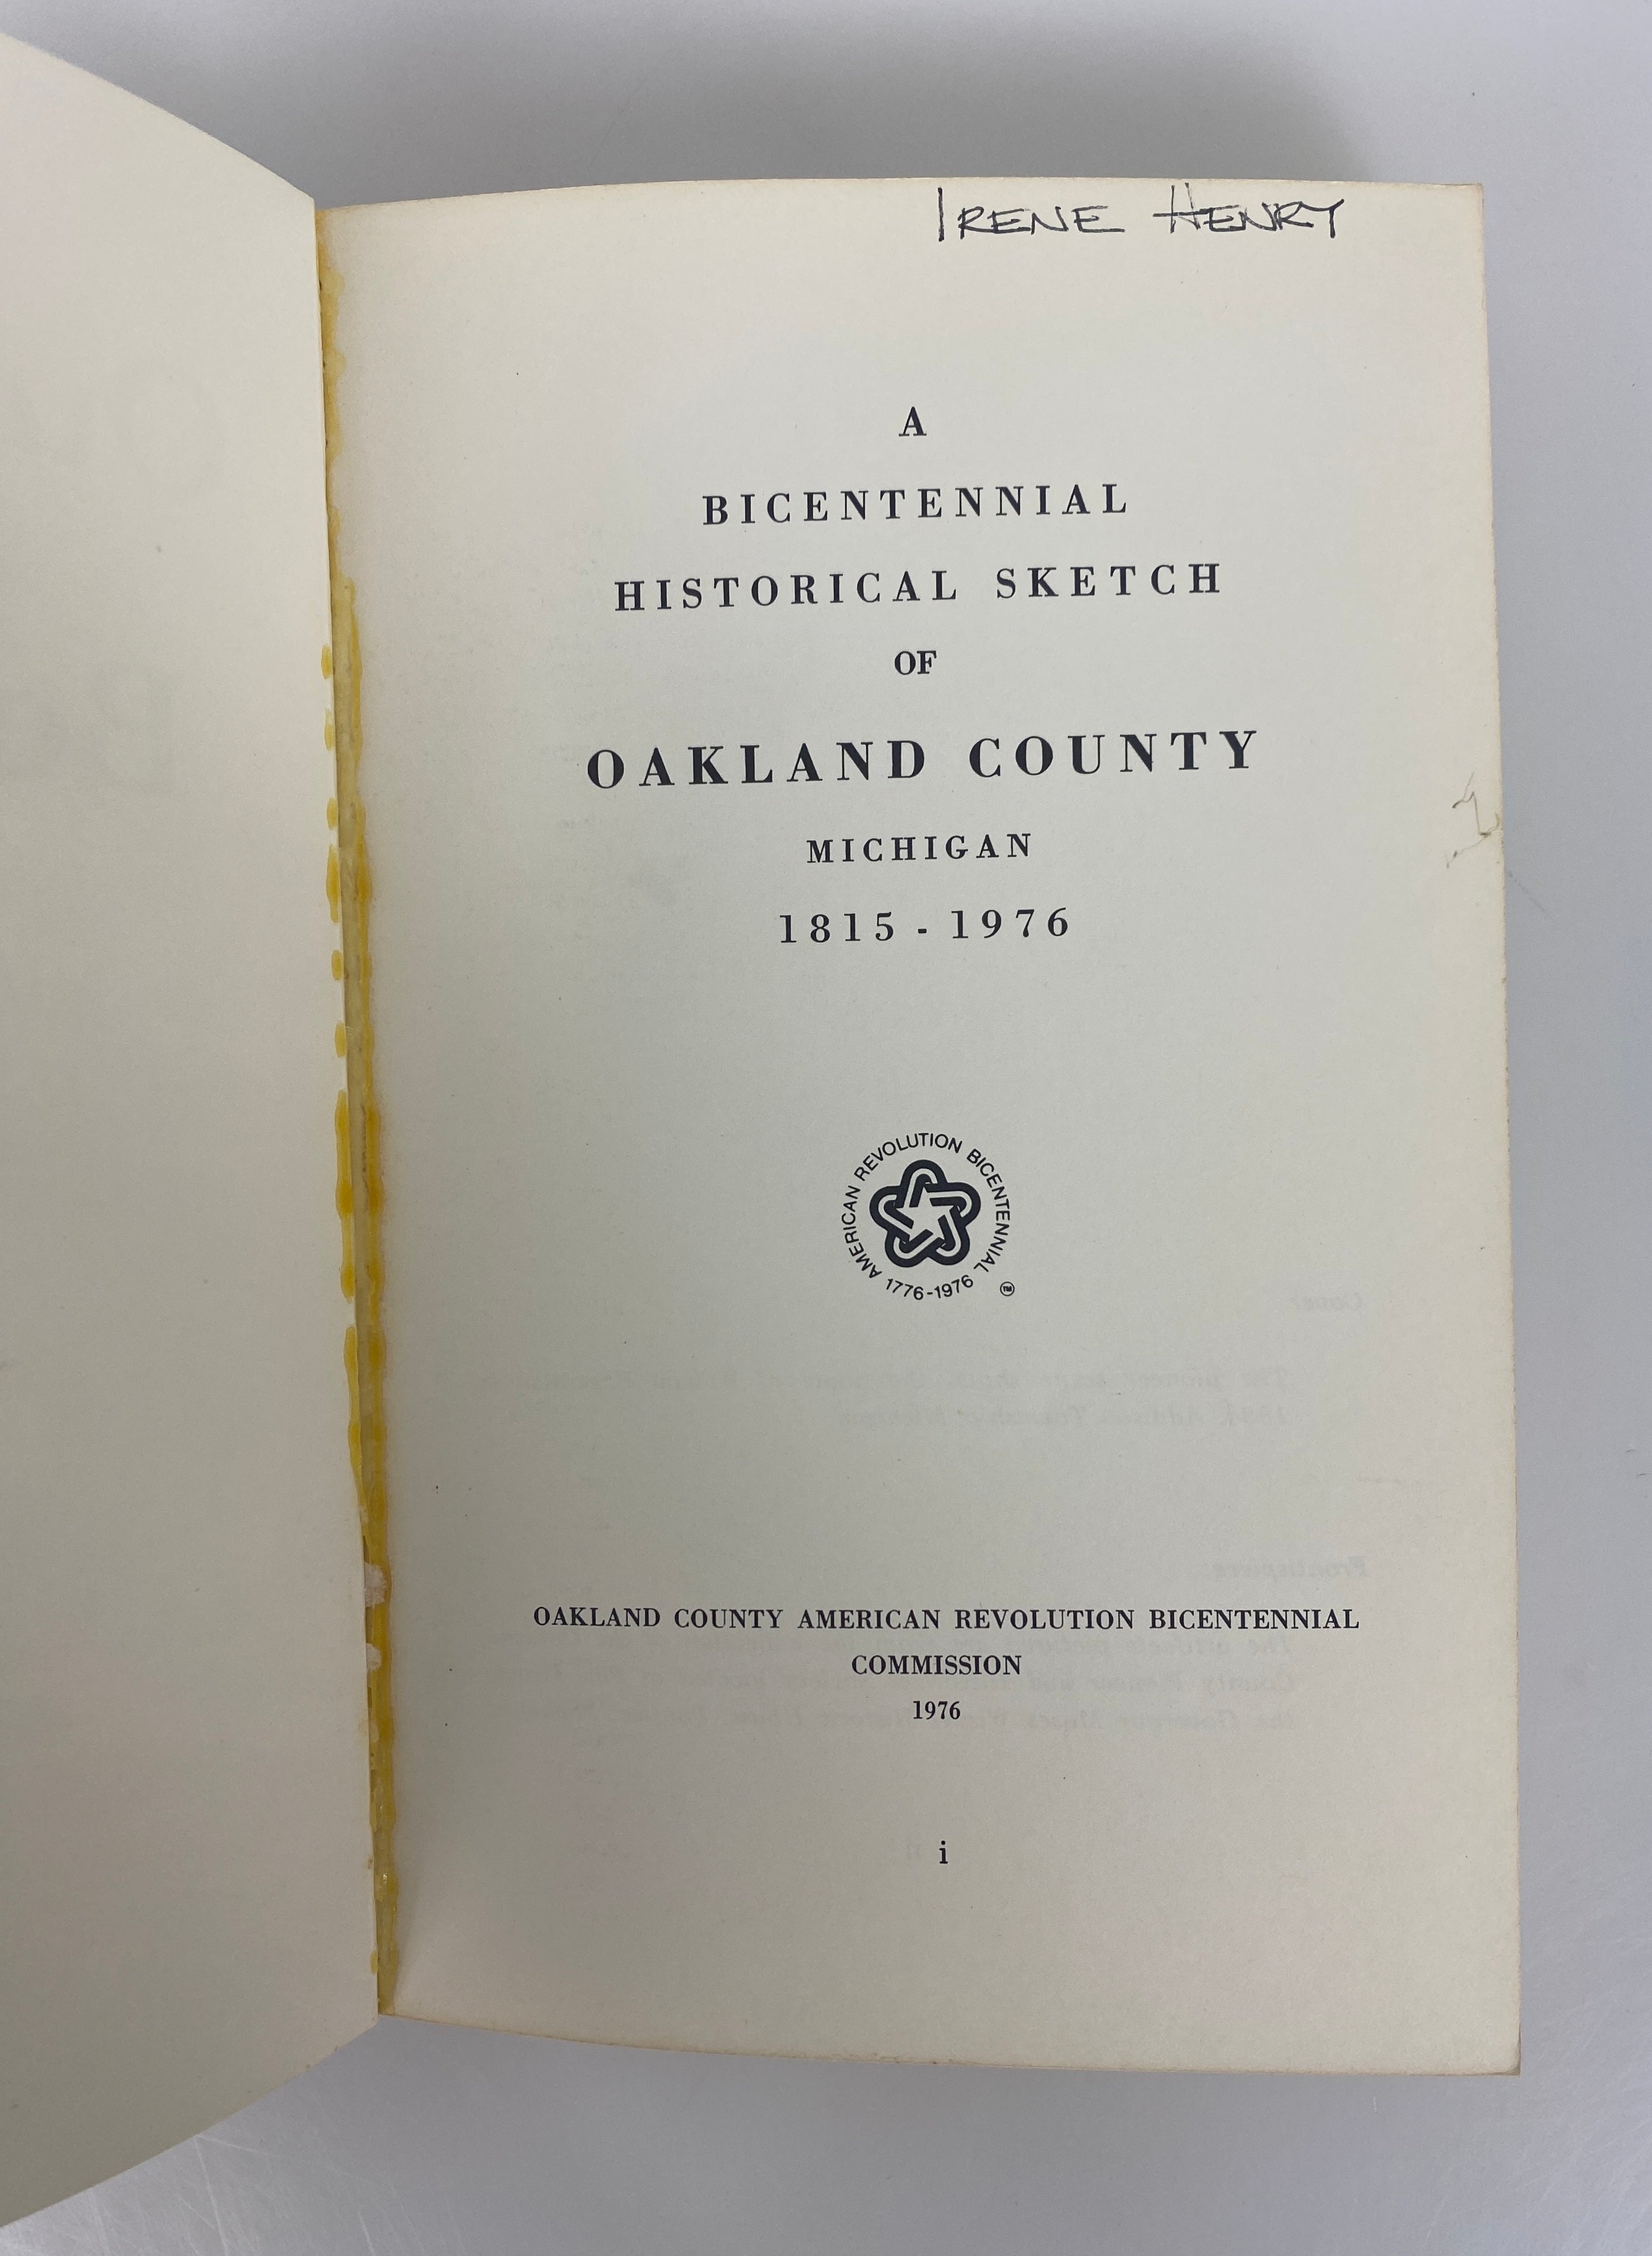 IRENE HENRY
A
BICENTENNIAL
HISTORICAL SKETCH
OF
OAKLAND COUNTY
MICHIGAN
1815 - 1976
AMERICAN REVOLUTION BICENTENNIAL
1776-1976
TM
OAKLAND COUNTY AMERICAN REVOLUTION BICENTENNIAL
COMMISSION
1976
i